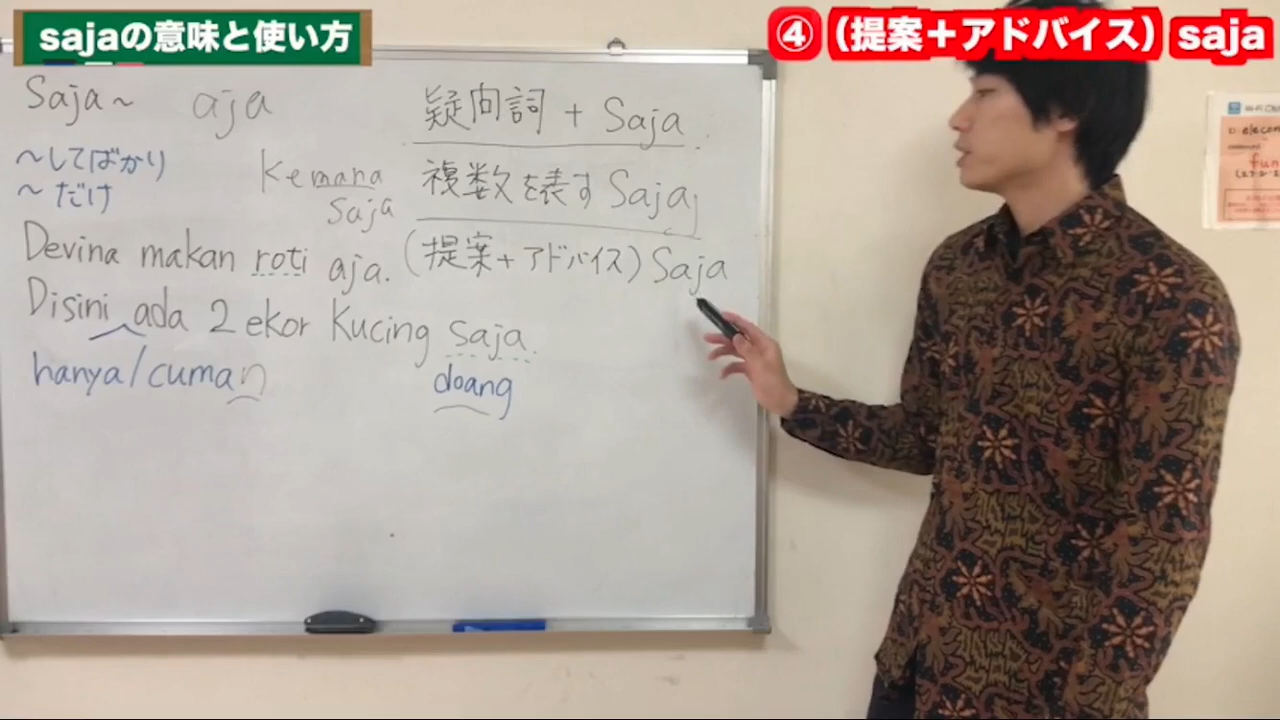 sajaの意味と使い方
④（提案＋アドバイス）saja
Saja~ aja
～してばかり
～だけ
Kemana
saja
疑問詞 + Saja
複数を表す Saja
(提案+アドバイス) Saja
Devina makan roti aja.
Disini ada 2 ekor kucing saja.
hanya/cuman
doang
elecom